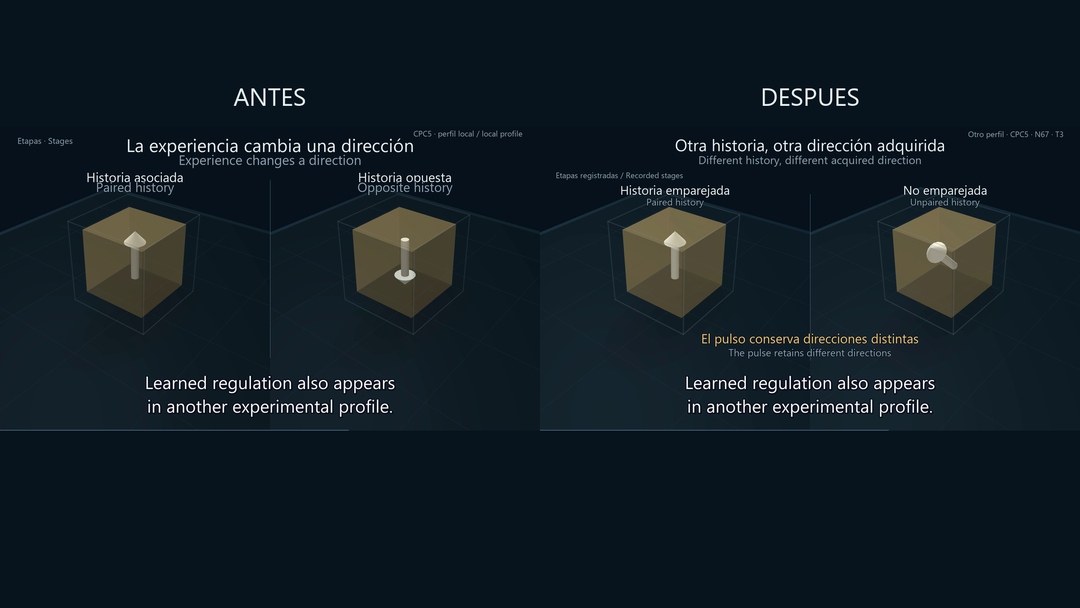 ANTES
Etapas · Stages
CPC5 · perfil local / local profile
La experiencia cambia una dirección
Experience changes a direction
Historia asociada
Paired history
Historia opuesta
Opposite history
Learned regulation also appears
in another experimental profile.
DESPUES
Otro perfil · CPC5 · N67 · T3
Otra historia, otra dirección adquirida
Different history, different acquired direction
Etapas registradas / Recorded stages
Historia emparejada
Paired history
No emparejada
Unpaired history
El pulso conserva direcciones distintas
The pulse retains different directions
Learned regulation also appears
in another experimental profile.